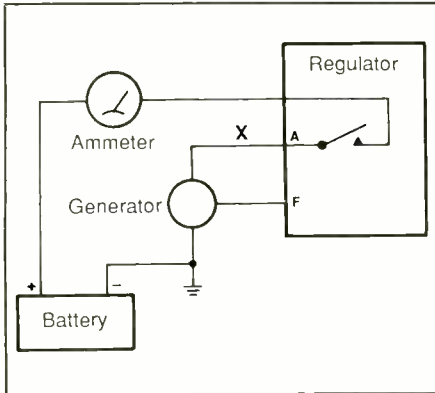 Regulator
Ammeter
X
A
Generator
F
+
−
Battery